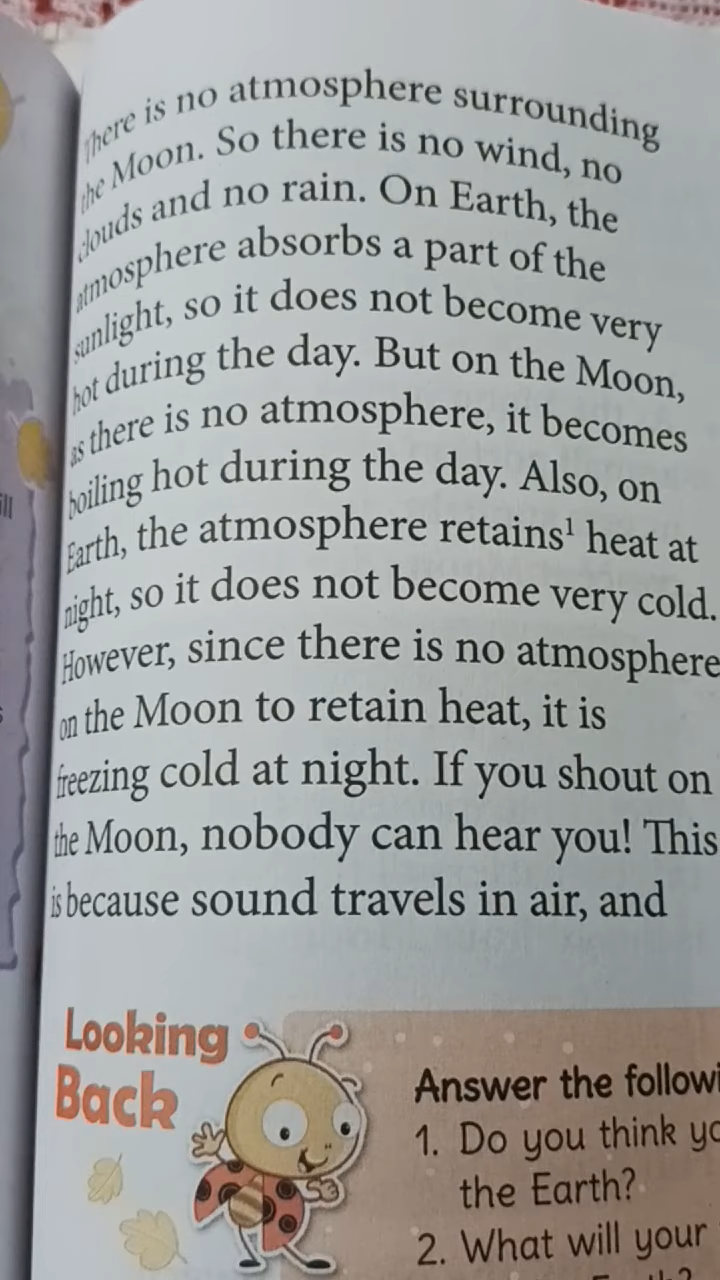 There is no atmosphere surrounding
the Moon. So there is no wind, no
clouds and no rain. On Earth, the
atmosphere absorbs a part of the
sunlight, so it does not become very
hot during the day. But on the Moon,
as there is no atmosphere, it becomes
boiling hot during the day. Also, on
Earth, the atmosphere retains¹ heat at
night, so it does not become very cold.
However, since there is no atmosphere
on the Moon to retain heat, it is
freezing cold at night. If you shout on
the Moon, nobody can hear you! This
is because sound travels in air, and
Looking
Back
Answer the followi
1. Do you think yo
the Earth?
2. What will your